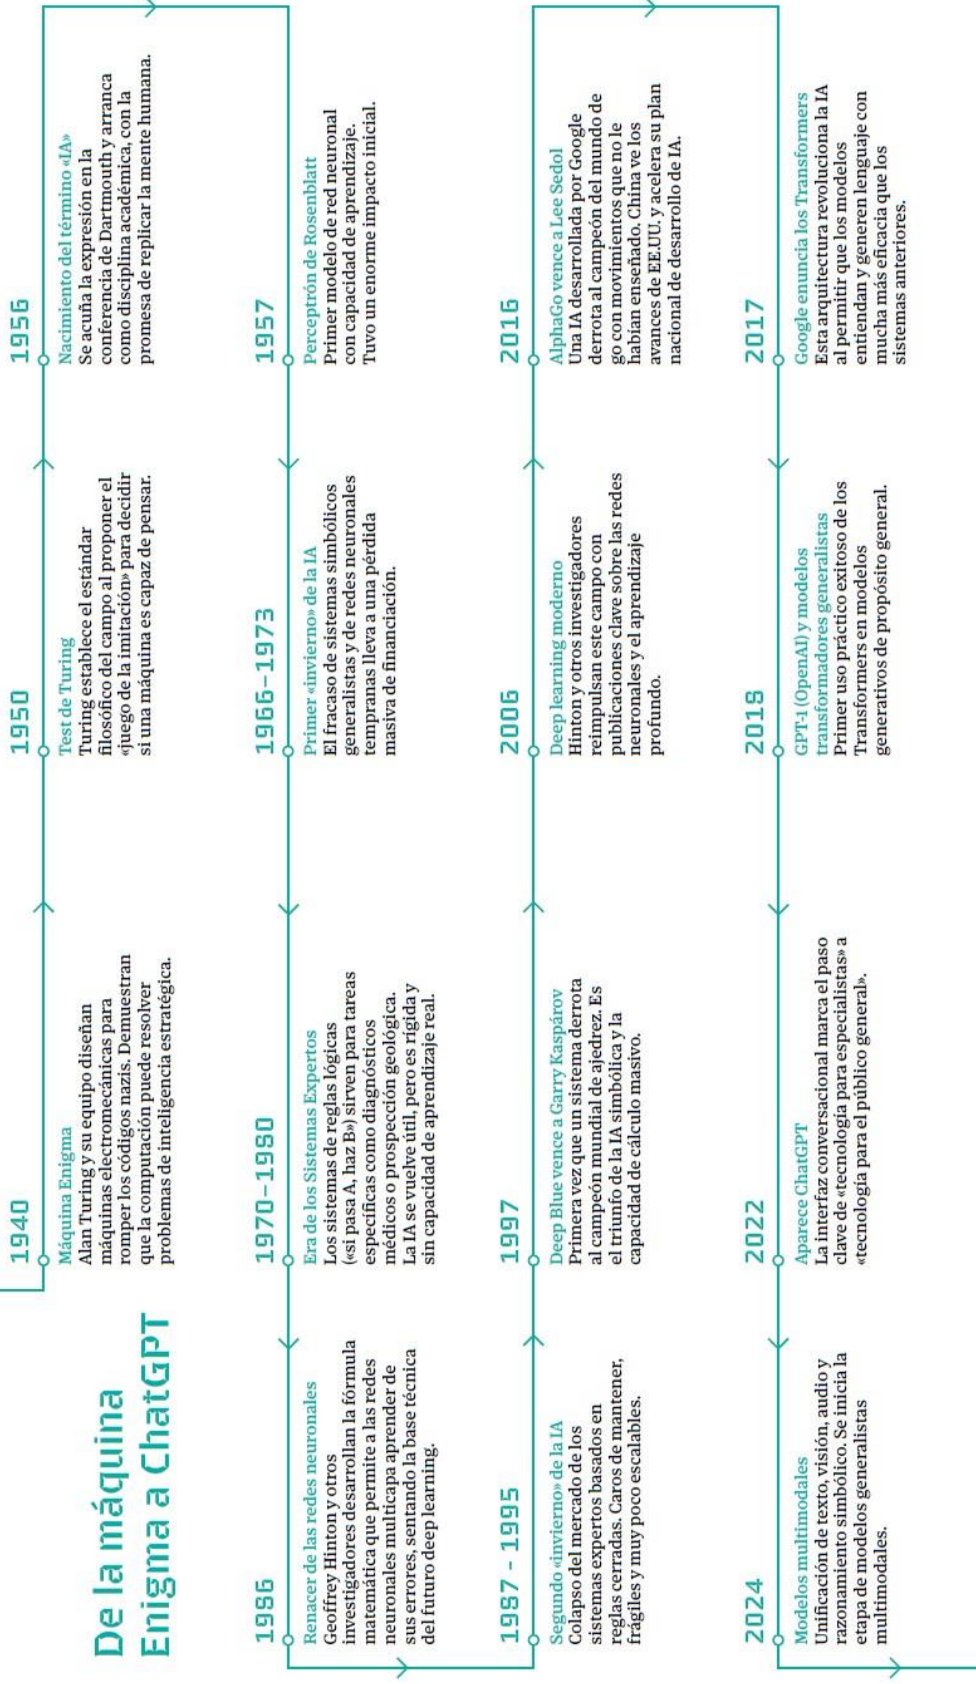 De la máquina
Enigma a ChatGPT
1940
Máquina Enigma
Alan Turing y su equipo diseñan
máquinas electromecánicas para
romper los códigos nazis. Demuestran
que la computación puede resolver
problemas de inteligencia estratégica.
1950
Test de Turing
Turing establece el estándar
filosófico del campo al proponer el
«juego de la imitación» para decidir
si una máquina es capaz de pensar.
1956
Nacimiento del término «IA»
Se acuña la expresión en la
conferencia de Dartmouth y arranca
como disciplina académica, con la
promesa de replicar la mente humana.
1957
Perceptrón de Rosenblatt
Primer modelo de red neuronal
con capacidad de aprendizaje.
Tuvo un enorme impacto inicial.
1966-1973
Primer «invierno» de la IA
El fracaso de sistemas simbólicos
generalistas y de redes neuronales
tempranas lleva a una pérdida
masiva de financiación.
1970-1980
Era de los Sistemas Expertos
Los sistemas de reglas lógicas
(«si pasa A, haz B») sirven para tareas
específicas como diagnósticos
médicos o prospección geológica.
La IA se vuelve útil, pero es rígida y
sin capacidad de aprendizaje real.
1986
Renacer de las redes neuronales
Geoffrey Hinton y otros
investigadores desarrollan la fórmula
matemática que permite a las redes
neuronales multicapa aprender de
sus errores, sentando la base técnica
del futuro deep learning.
1987 - 1995
Segundo «invierno» de la IA
Colapso del mercado de los
sistemas expertos basados en
reglas cerradas. Caros de mantener,
frágiles y muy poco escalables.
1997
Deep Blue vence a Garry Kaspárov
Primera vez que un sistema derrota
al campeón mundial de ajedrez. Es
el triunfo de la IA simbólica y la
capacidad de cálculo masivo.
2006
Deep learning moderno
Hinton y otros investigadores
reimpulsan este campo con
publicaciones clave sobre las redes
neuronales y el aprendizaje
profundo.
2016
AlphaGo vence a Lee Sedol
Una IA desarrollada por Google
derrota al campeón del mundo de
go con movimientos que no le
habían enseñado. China ve los
avances de EE.UU. y acelera su plan
nacional de desarrollo de IA.
2017
Google enuncia los Transformers
Esta arquitectura revoluciona la IA
al permitir que los modelos
entiendan y generen lenguaje con
mucha más eficacia que los
sistemas anteriores.
2018
GPT-1 (OpenAI) y modelos
transformadores generalistas
Primer uso práctico exitoso de los
Transformers en modelos
generativos de propósito general.
2022
Aparece ChatGPT
La interfaz conversacional marca el paso
clave de «tecnología para especialistas» a
«tecnología para el público general».
2024
Modelos multimodales
Unificación de texto, visión, audio y
razonamiento simbólico. Se inicia la
etapa de modelos generalistas
multimodales.